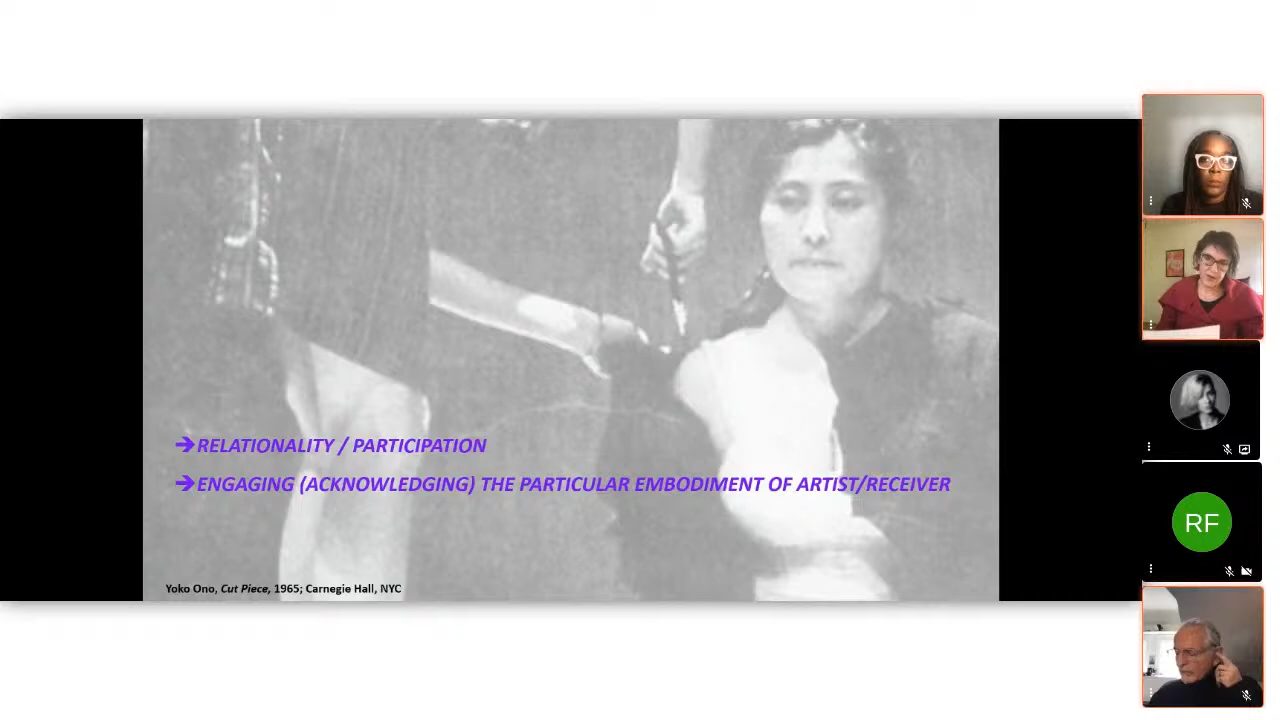 ➔RELATIONALITY / PARTICIPATION
➔ENGAGING (ACKNOWLEDGING) THE PARTICULAR EMBODIMENT OF ARTIST/RECEIVER
Yoko Ono, Cut Piece, 1965; Carnegie Hall, NYC
RF